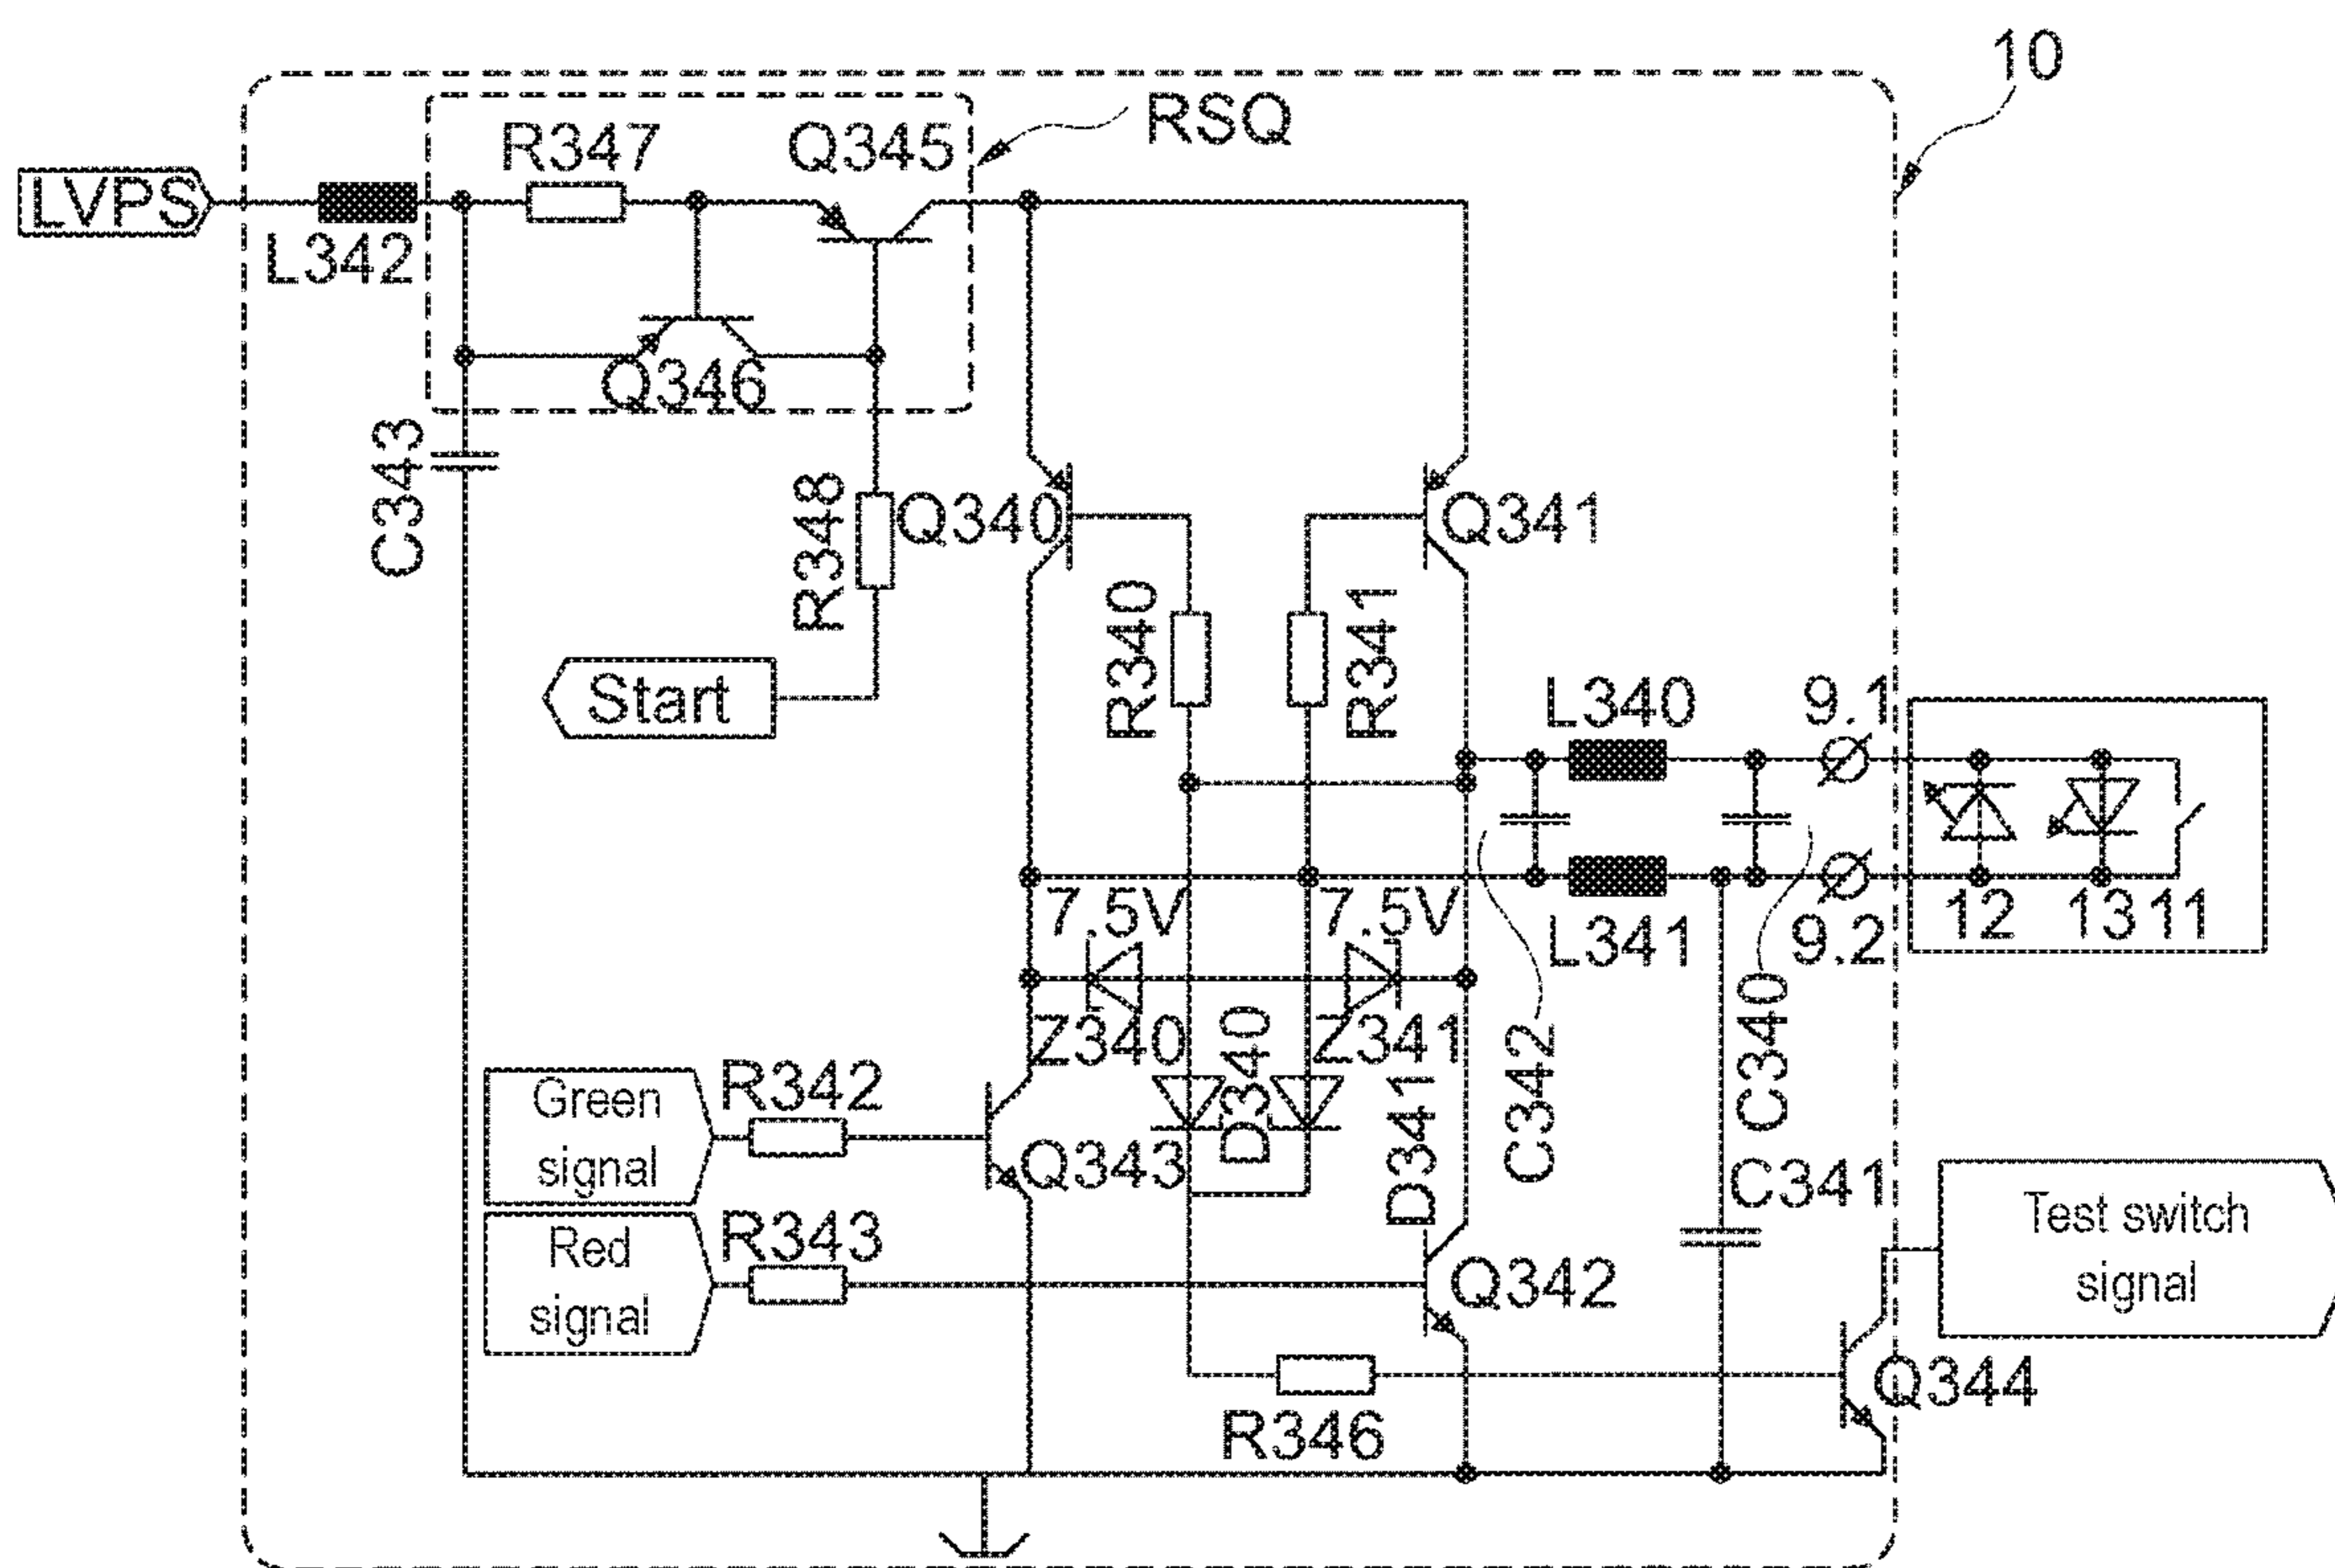 10
RSQ
R347
Q345
LVPS
L342
Q346
C343
R348
Q340
Q341
R340
R341
Start
L340
9.1
7.5V
7.5V
L341
9.2
12
13
11
Z340
Z341
D340
D341
C342
C340
Green
signal
R342
Q343
C341
Test switch
signal
Red
signal
R343
Q342
Q344
R346